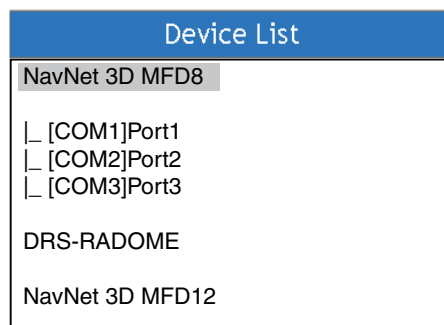 Device List
NavNet 3D MFD8
|_ [COM1]Port1
|_ [COM2]Port2
|_ [COM3]Port3
DRS-RADOME
NavNet 3D MFD12